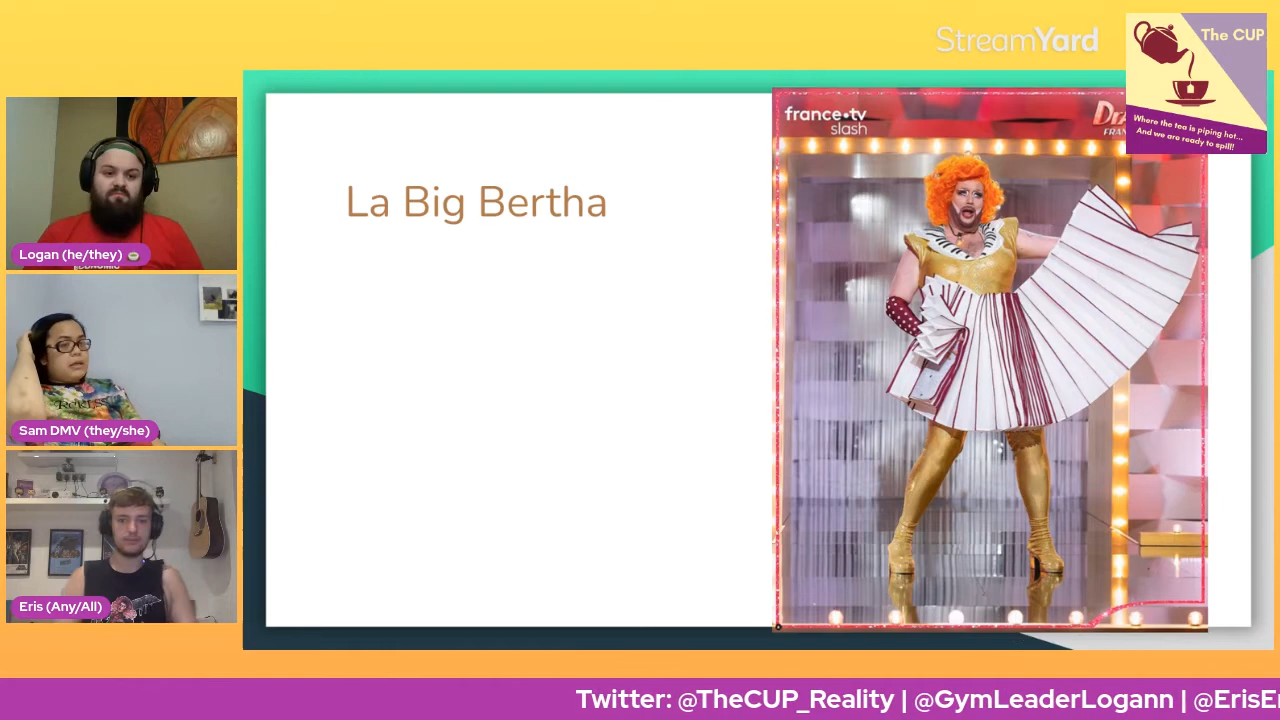 StreamYard
The CUP
Where the tea is piping hot...
And we are ready to spill!
france•tv
slash
La Big Bertha
Logan (he/they)
Sam DMV (they/she)
Eris (Any/All)
Twitter: @TheCUP_Reality | @GymLeaderLogann | @ErisE